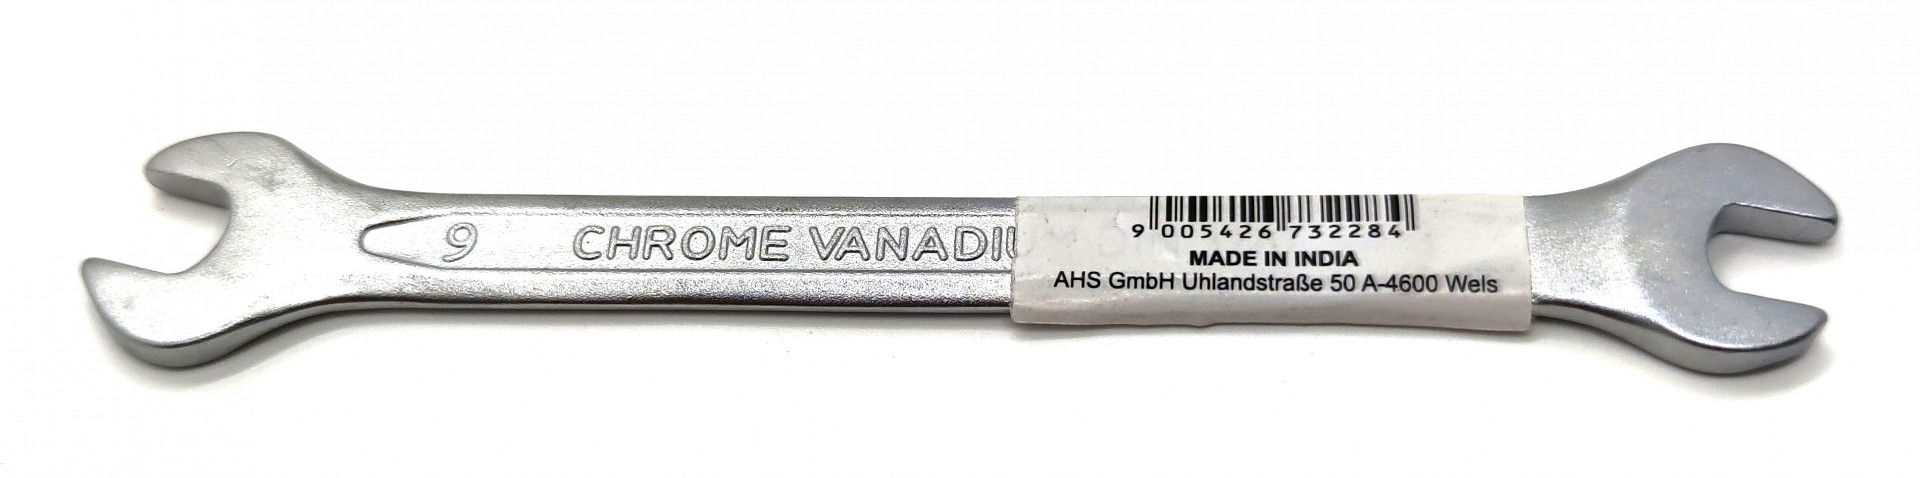 9 CHROME VANADIU
9 005426 732284
MADE IN INDIA
AHS GmbH Uhlandstraße 50 A-4600 Wels